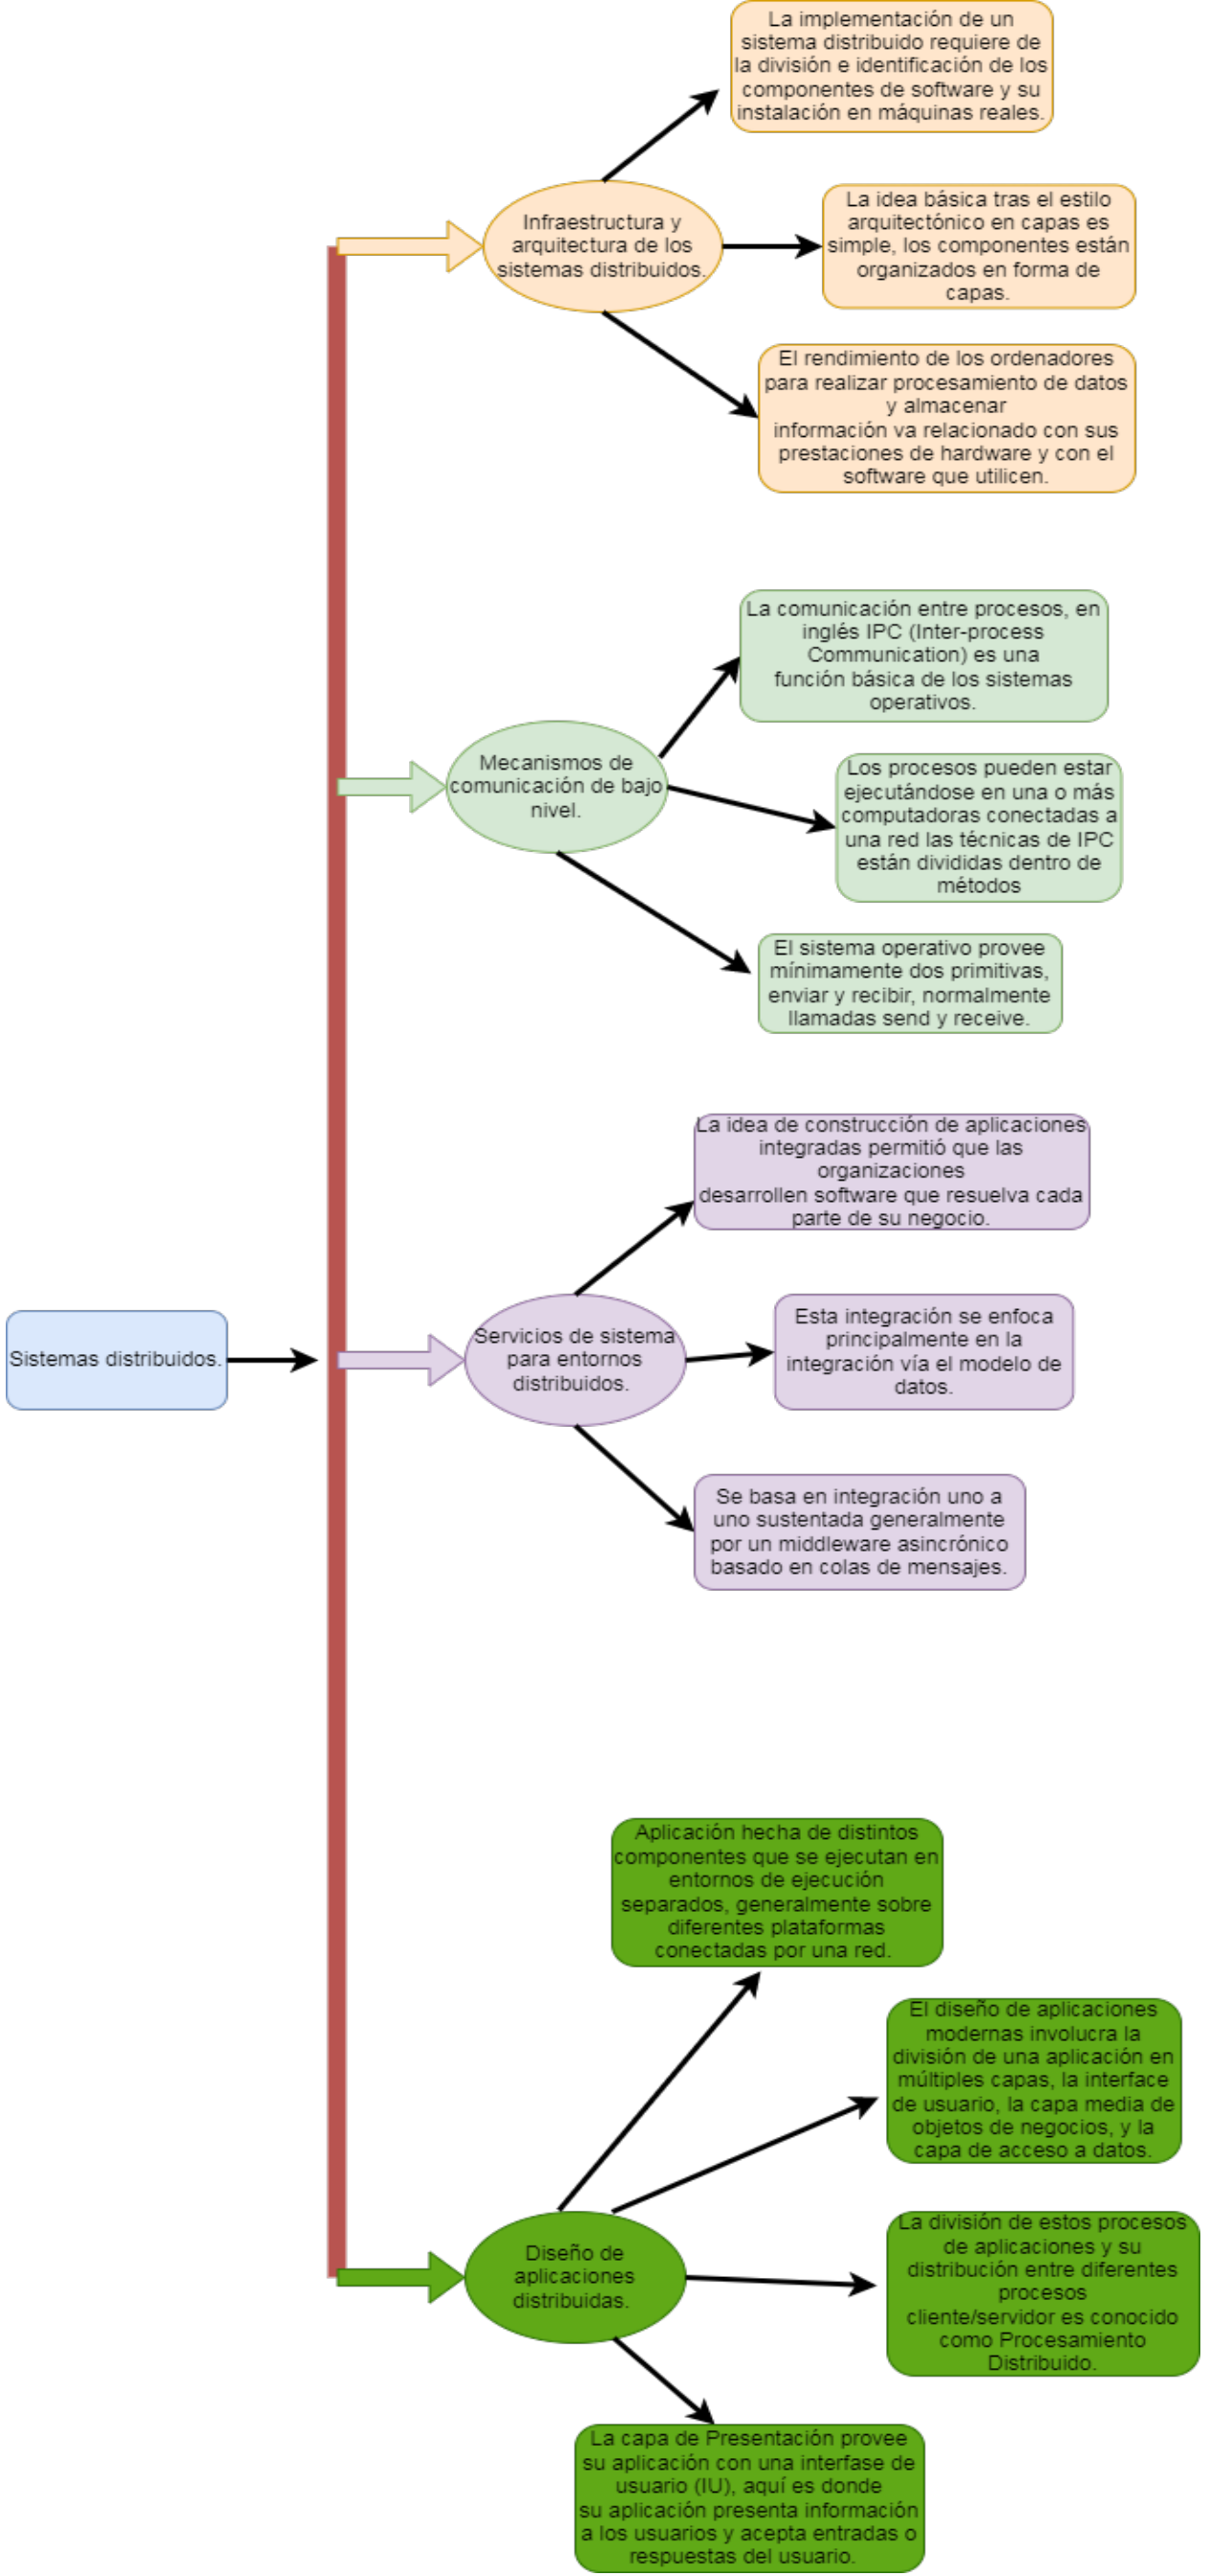 La implementación de un
sistema distribuido requiere de
la división e identificación de los
componentes de software y su
instalación en máquinas reales.
Infraestructura y
arquitectura de los
sistemas distribuidos.
La idea básica tras el estilo
arquitectónico en capas es
simple, los componentes están
organizados en forma de
capas.
El rendimiento de los ordenadores
para realizar procesamiento de datos
y almacenar
información va relacionado con sus
prestaciones de hardware y con el
software que utilicen.
La comunicación entre procesos, en
inglés IPC (Inter-process
Communication) es una
función básica de los sistemas
operativos.
Mecanismos de
comunicación de bajo
nivel.
Los procesos pueden estar
ejecutándose en una o más
computadoras conectadas a
una red las técnicas de IPC
están divididas dentro de
métodos
El sistema operativo provee
mínimamente dos primitivas,
enviar y recibir, normalmente
llamadas send y receive.
La idea de construcción de aplicaciones
integradas permitió que las
organizaciones
desarrollen software que resuelva cada
parte de su negocio.
Sistemas distribuidos.
Servicios de sistema
para entornos
distribuidos.
Esta integración se enfoca
principalmente en la
integración vía el modelo de
datos.
Se basa en integración uno a
uno sustentada generalmente
por un middleware asincrónico
basado en colas de mensajes.
Aplicación hecha de distintos
componentes que se ejecutan en
entornos de ejecución
separados, generalmente sobre
diferentes plataformas
conectadas por una red.
El diseño de aplicaciones
modernas involucra la
división de una aplicación en
múltiples capas, la interface
de usuario, la capa media de
objetos de negocios, y la
capa de acceso a datos.
Diseño de
aplicaciones
distribuidas.
La división de estos procesos
de aplicaciones y su
distribución entre diferentes
procesos
cliente/servidor es conocido
como Procesamiento
Distribuido.
La capa de Presentación provee
su aplicación con una interfase de
usuario (IU), aquí es donde
su aplicación presenta información
a los usuarios y acepta entradas o
respuestas del usuario.